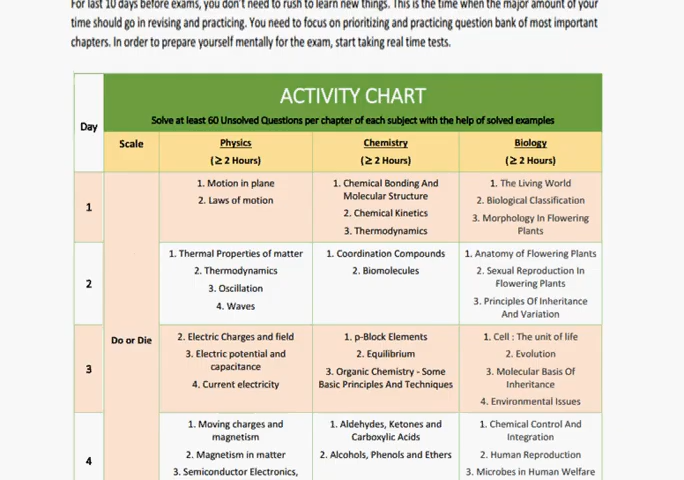 For last 10 days before exams, you don't need to rush to learn new things. This is the time when the major amount of your
time should go in revising and practicing. You need to focus on prioritizing and practicing question bank of most important
chapters. In order to prepare yourself mentally for the exam, start taking real time tests.
Day
ACTIVITY CHART
Solve at least 60 Unsolved Questions per chapter of each subject with the help of solved examples
Scale
Physics
(≥ 2 Hours)
Chemistry
(≥ 2 Hours)
Biology
(≥ 2 Hours)
1
Do or Die
1. Motion in plane
2. Laws of motion
1. Chemical Bonding And
Molecular Structure
2. Chemical Kinetics
3. Thermodynamics
1. The Living World
2. Biological Classification
3. Morphology In Flowering
Plants
2
1. Thermal Properties of matter
2. Thermodynamics
3. Oscillation
4. Waves
1. Coordination Compounds
2. Biomolecules
1. Anatomy of Flowering Plants
2. Sexual Reproduction In
Flowering Plants
3. Principles Of Inheritance
And Variation
3
2. Electric Charges and field
3. Electric potential and
capacitance
4. Current electricity
1. p-Block Elements
2. Equilibrium
3. Organic Chemistry - Some
Basic Principles And Techniques
1. Cell : The unit of life
2. Evolution
3. Molecular Basis Of
Inheritance
4. Environmental Issues
4
1. Moving charges and
magnetism
2. Magnetism in matter
3. Semiconductor Electronics,
1. Aldehydes, Ketones and
Carboxylic Acids
2. Alcohols, Phenols and Ethers
1. Chemical Control And
Integration
2. Human Reproduction
3. Microbes in Human Welfare